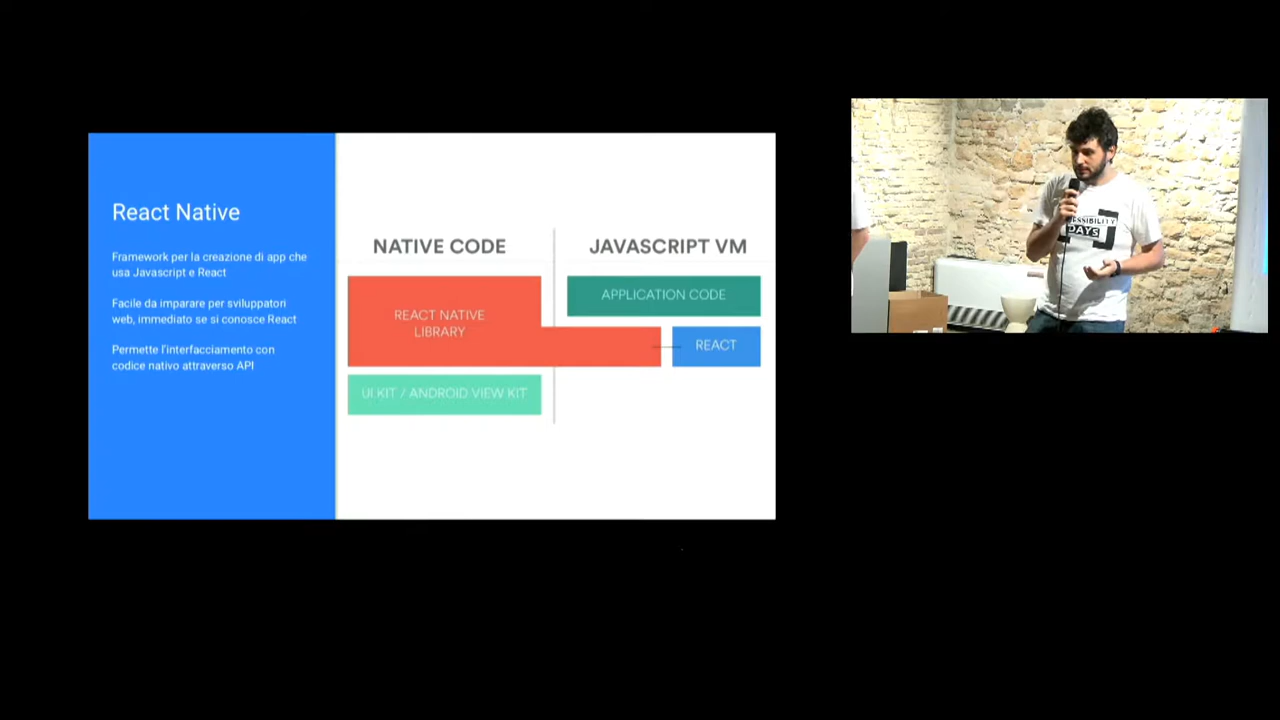 React Native
Framework per la creazione di app che
usa Javascript e React
Facile da imparare per sviluppatori
web, immediato se si conosce React
Permette l'interfacciamento con
codice nativo attraverso API
NATIVE CODE
JAVASCRIPT VM
REACT NATIVE
LIBRARY
APPLICATION CODE
REACT
UI KIT / ANDROID VIEW KIT
DAYS